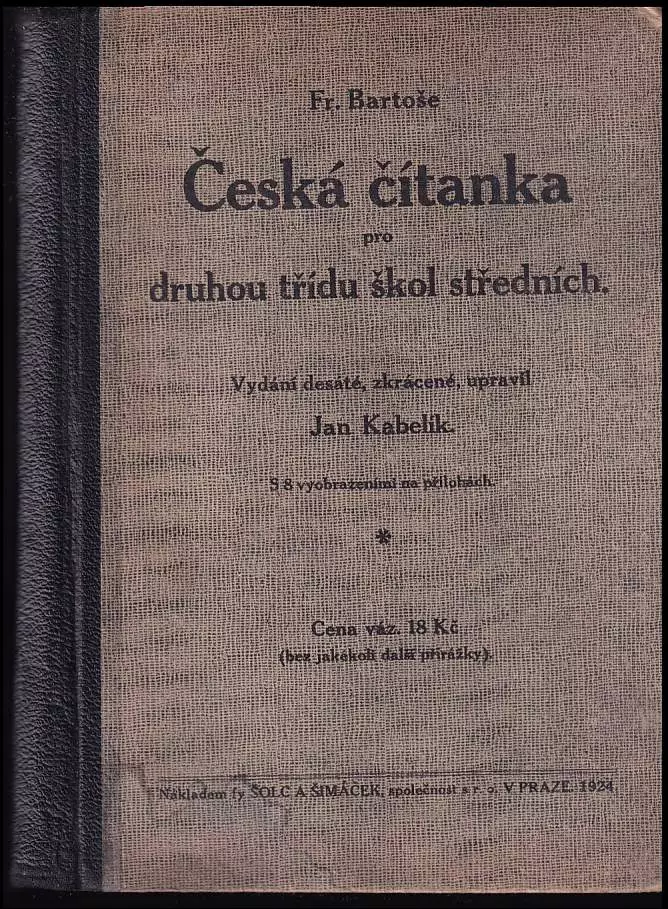 Fr. Bartoše
Česká čítanka
pro
druhou třídu škol středních.
Vydání desáté, zkrácené, upravil
Jan Kabelík.
S 8 vyobrazeními na přílohách.
*
Cena váz. 18 Kč
(bez jakékoli další přirážky).
Nákladem fy ŠOLC A ŠIMÁČEK, společnost s r. o. V PRAZE. 1924.